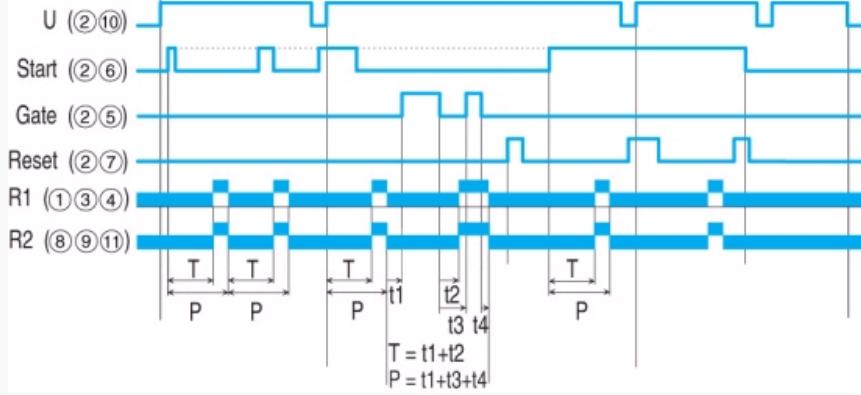 U (②⑩)
Start (②⑥)
Gate (②⑤)
Reset (②⑦)
R1 (①③④)
R2 (⑧⑨⑪)
T T T t1 t2 T
P P P t3 t4 P
T = t1+t2
P = t1+t3+t4